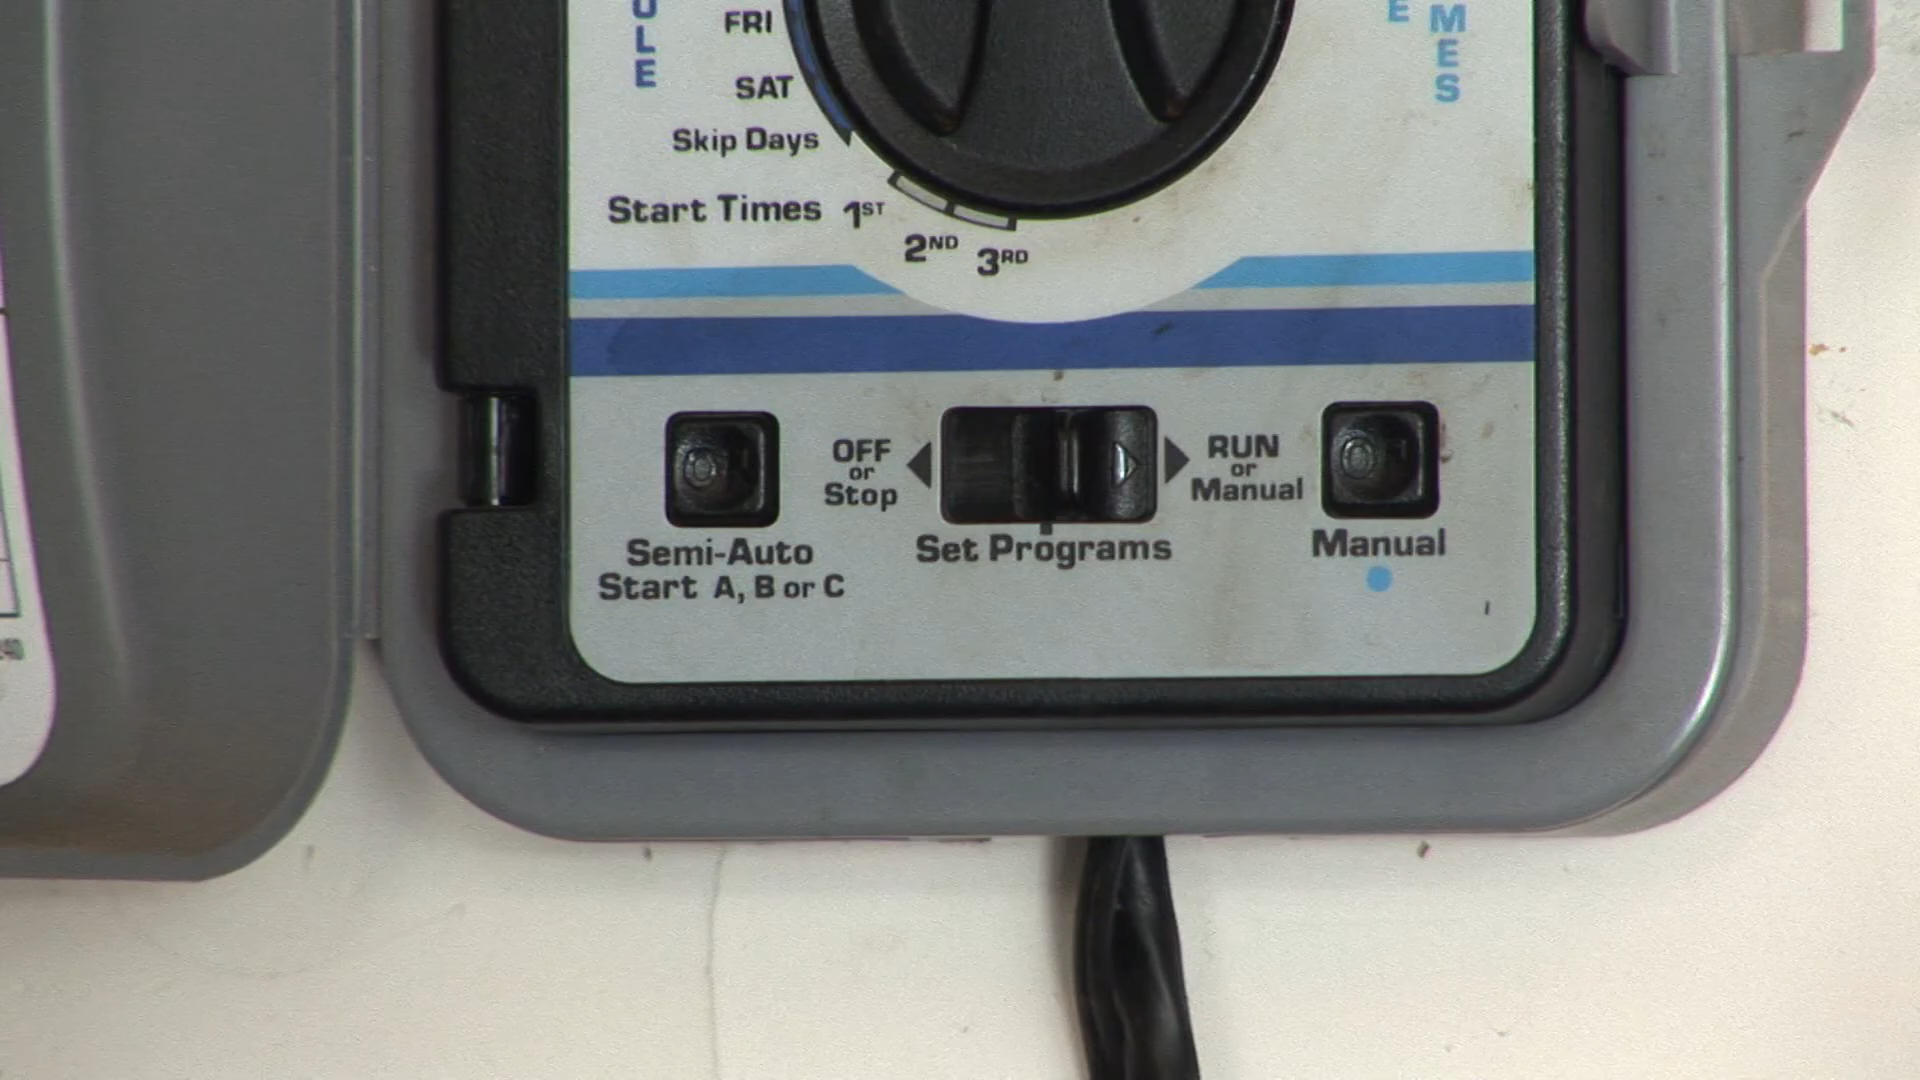 U
L
E
FRI
SAT
Skip Days
Start Times 1ST
2ND 3RD
E
M
E
S
OFF
or
Stop
RUN
or
Manual
Semi-Auto
Start A, B or C
Set Programs
Manual